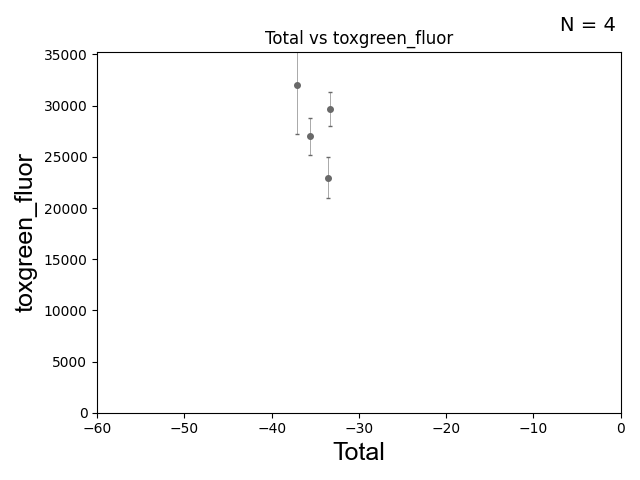 N = 4
Total vs toxgreen_fluor
35000
30000
25000
20000
15000
10000
5000
0
toxgreen_fluor
−60 −50 −40 −30 −20 −10 0
Total